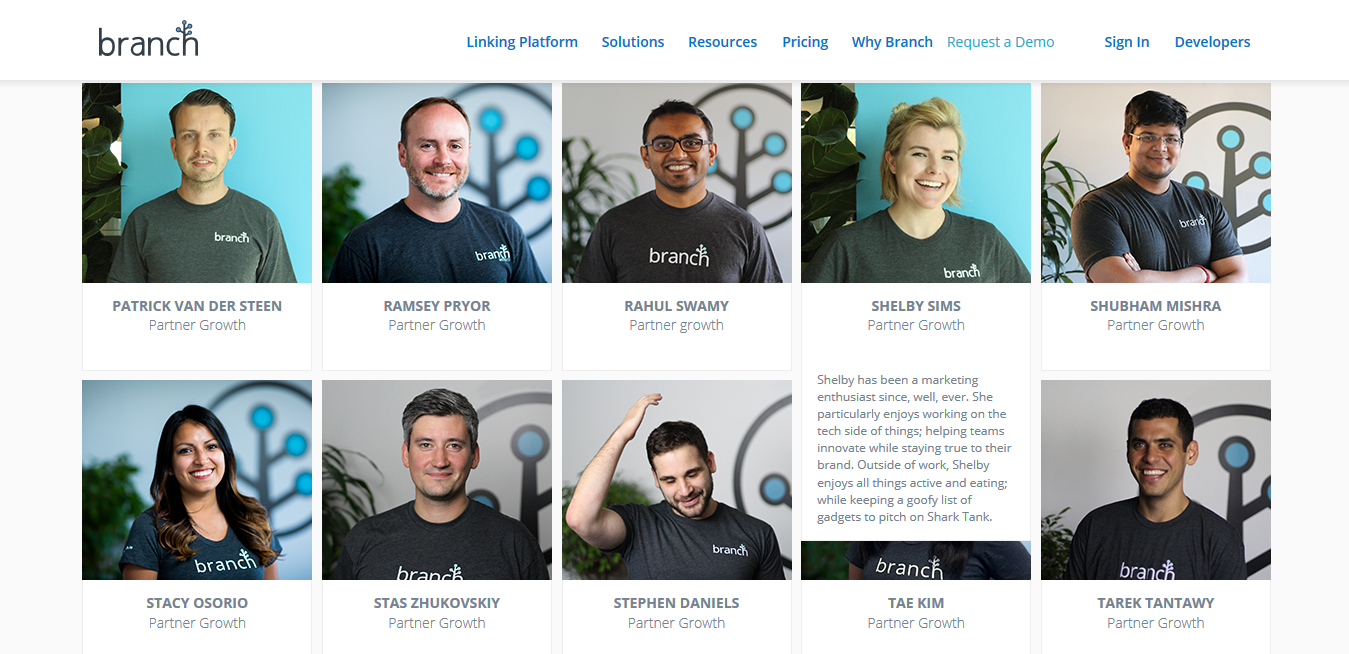 branch
Linking Platform Solutions Resources Pricing Why Branch Request a Demo Sign In Developers
branch
branch
branch
branch
branch
PATRICK VAN DER STEEN
Partner Growth
RAMSEY PRYOR
Partner Growth
RAHUL SWAMY
Partner growth
SHELBY SIMS
Partner Growth
SHUBHAM MISHRA
Partner Growth
Shelby has been a marketing
enthusiast since, well, ever. She
particularly enjoys working on the
tech side of things; helping teams
innovate while staying true to their
brand. Outside of work, Shelby
enjoys all things active and eating;
while keeping a goofy list of
gadgets to pitch on Shark Tank.
branch
branch
branch
branch
branch
STACY OSORIO
Partner Growth
STAS ZHUKOVSKIY
Partner Growth
STEPHEN DANIELS
Partner Growth
TAE KIM
Partner Growth
TAREK TANTAWY
Partner Growth